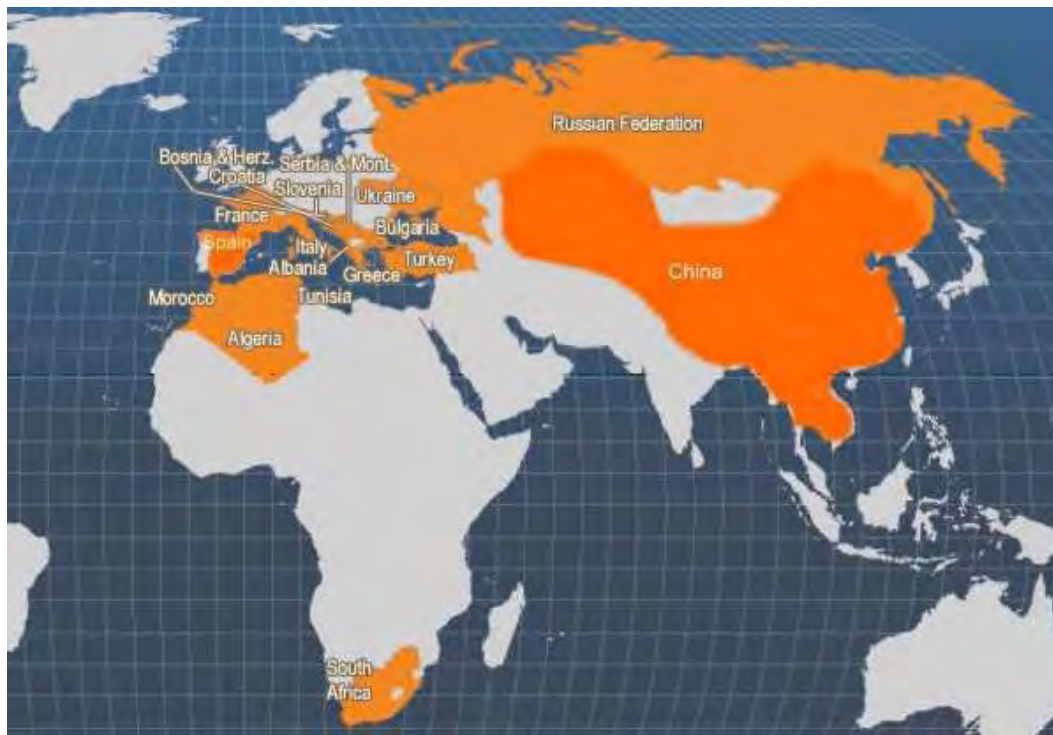 Russian Federation
Bosnia & Herz.
Serbia & Mont.
Croatia
Slovenia
Ukraine
France
Bulgaria
Spain
Italy
Turkey
Albania
Greece
China
Morocco
Tunisia
Algeria
South
Africa